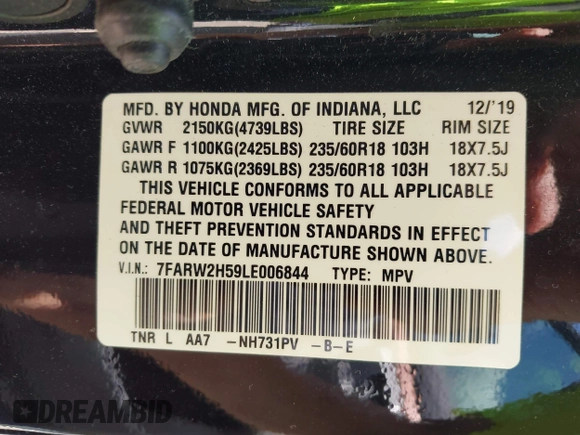 MFD. BY HONDA MFG. OF INDIANA, LLC 12/'19
GVWR 2150KG(4739LBS) TIRE SIZE RIM SIZE
GAWR F 1100KG(2425LBS) 235/60R18 103H 18X7.5J
GAWR R 1075KG(2369LBS) 235/60R18 103H 18X7.5J
THIS VEHICLE CONFORMS TO ALL APPLICABLE
FEDERAL MOTOR VEHICLE SAFETY
AND THEFT PREVENTION STANDARDS IN EFFECT
ON THE DATE OF MANUFACTURE SHOWN ABOVE.
V.I.N.: 7FARW2H59LE006844 TYPE: MPV
TNR L AA7 -NH731PV -B-E
DREAMBID